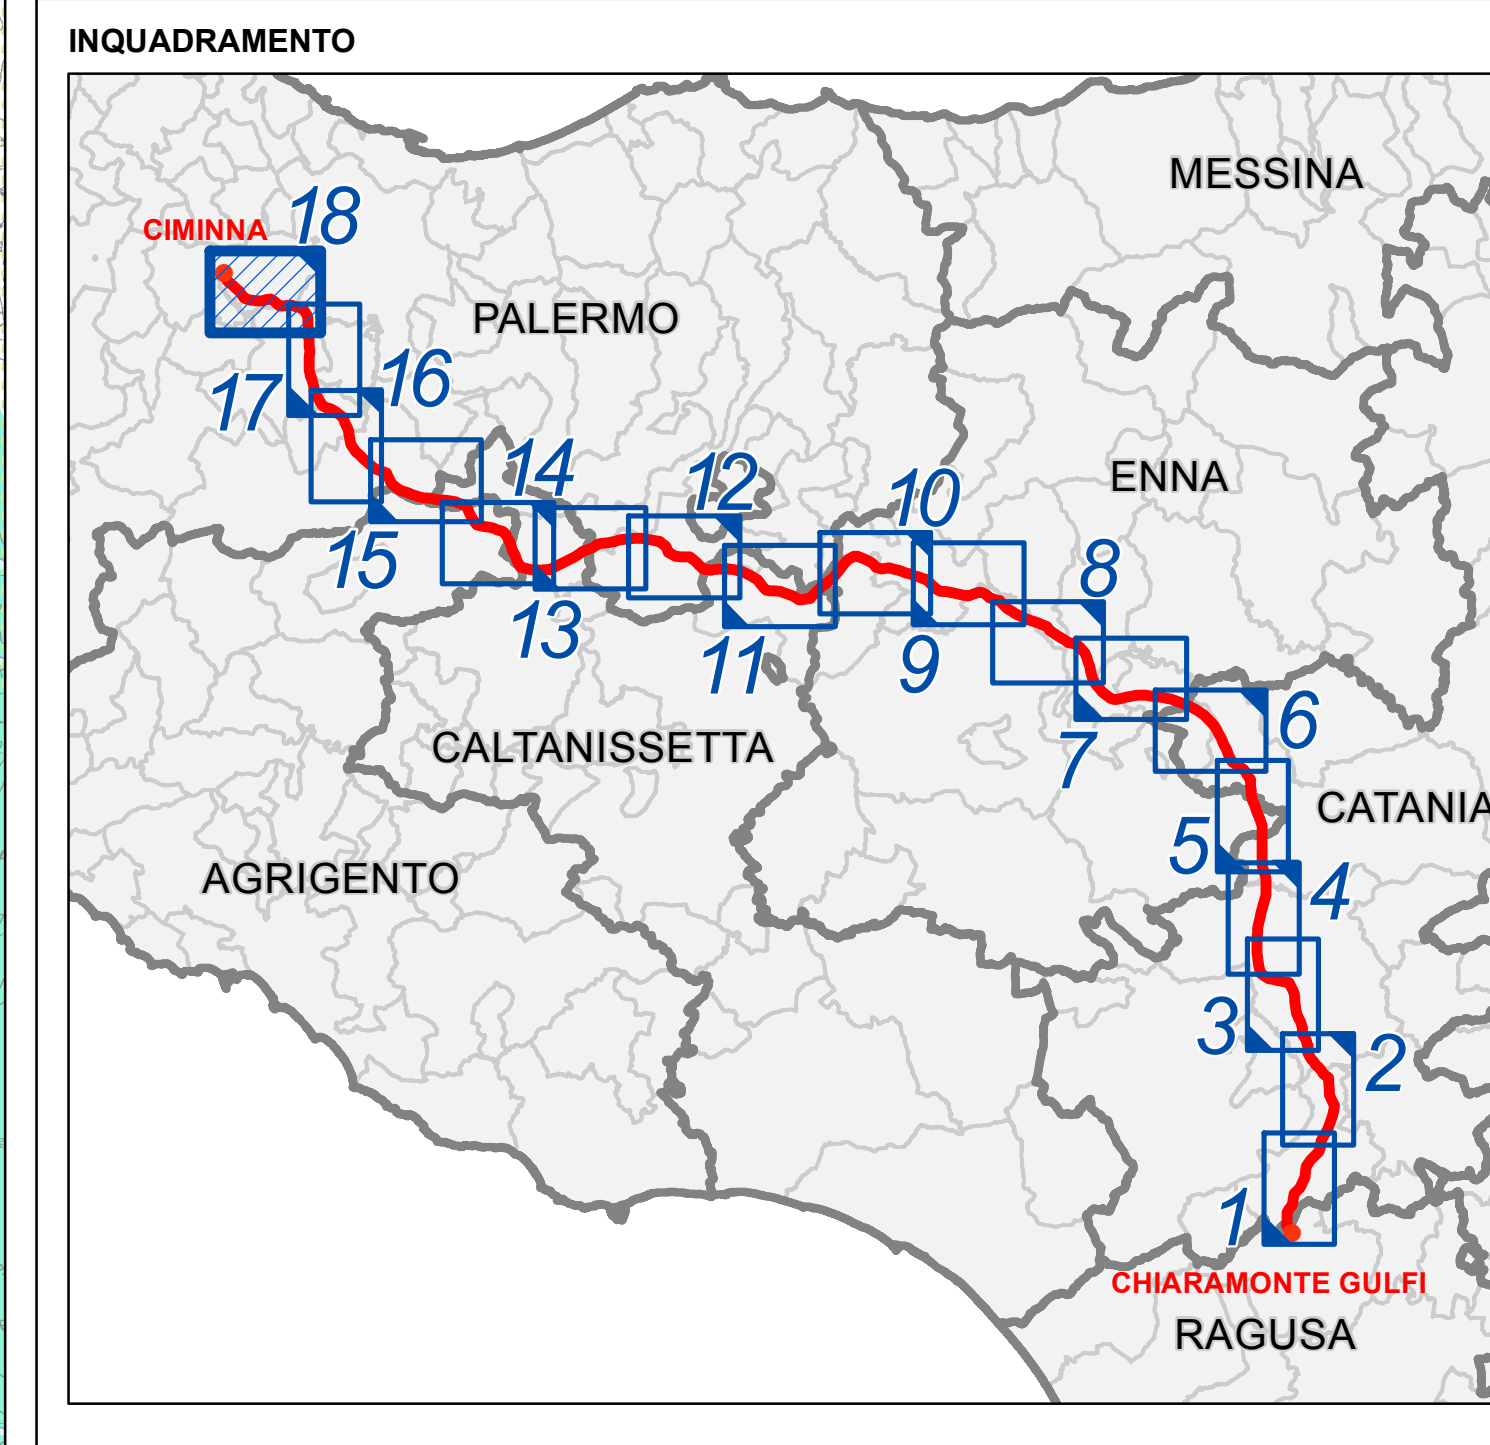 INQUADRAMENTO
MESSINA
18
CIMINNA
PALERMO
16
17
14
12
10
ENNA
15
8
13
11
9
6
7
CALTANISSETTA
CATANIA
5
4
AGRIGENTO
3
2
1
CHIARAMONTE GULFI
RAGUSA